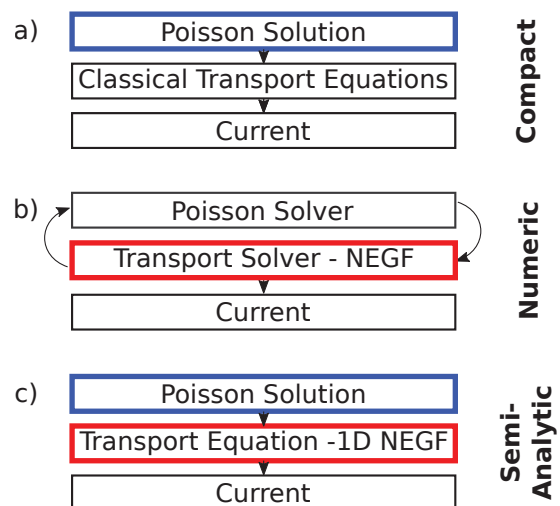 a)
Poisson Solution
Classical Transport Equations
Current
Compact
b)
Poisson Solver
Transport Solver - NEGF
Current
Numeric
c)
Poisson Solution
Transport Equation -1D NEGF
Current
Semi-
Analytic